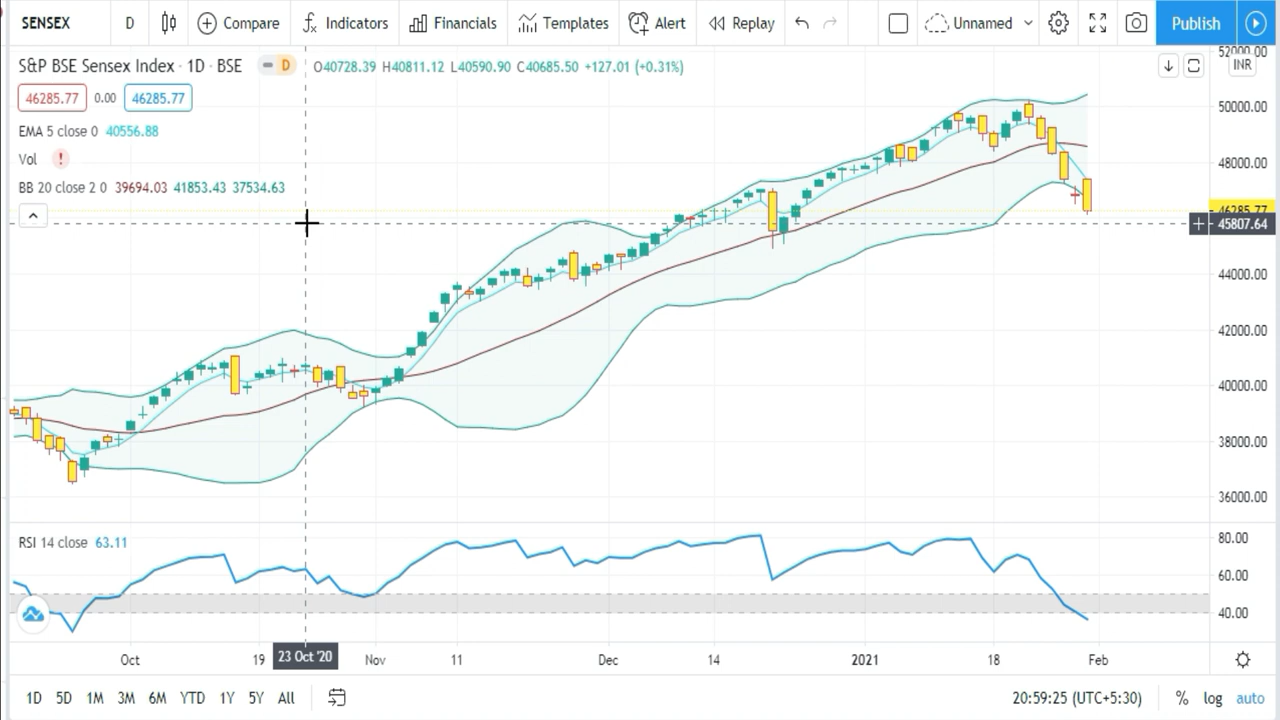 SENSEX D Compare Indicators Financials Templates Alert Replay Unnamed Publish
S&P BSE Sensex Index · 1D · BSE D O40728.39 H40811.12 L40590.90 C40685.50 +127.01 (+0.31%)
INR
46285.77 0.00 46285.77
EMA 5 close 0 40556.88
Vol !
BB 20 close 2 0 39694.03 41853.43 37534.63
52000.00
50000.00
48000.00
46285.77
45807.64
44000.00
42000.00
40000.00
38000.00
36000.00
RSI 14 close 63.11
80.00
60.00
40.00
Oct 19 23 Oct '20 Nov 11 Dec 14 2021 18 Feb
1D 5D 1M 3M 6M YTD 1Y 5Y All 20:59:25 (UTC+5:30) % log auto